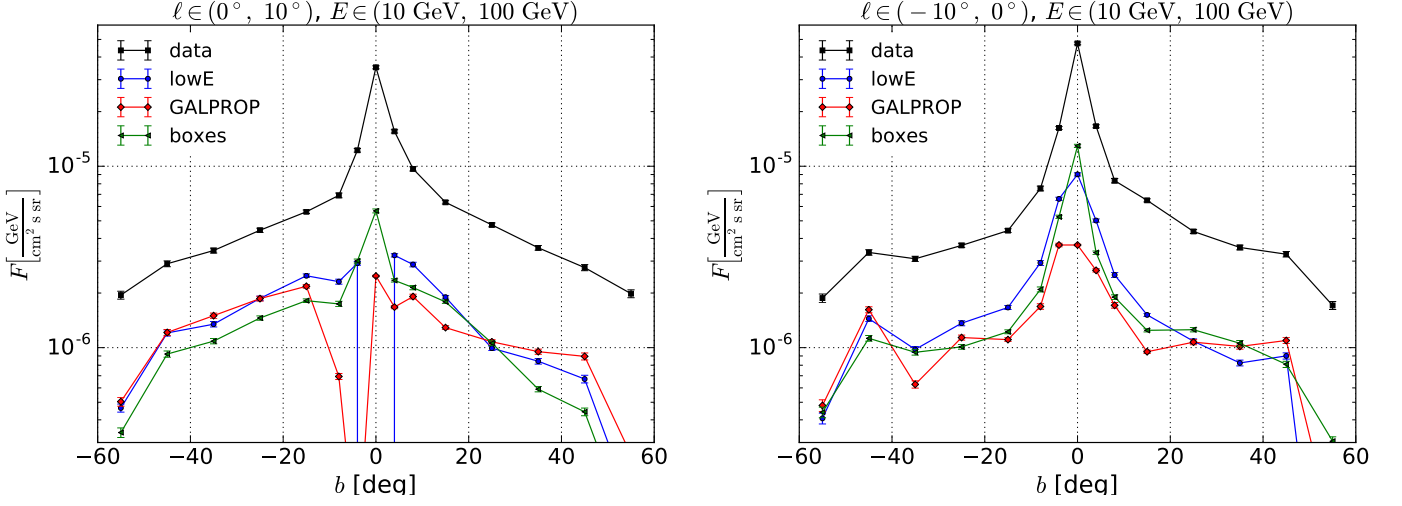 ℓ ∈ (0°, 10°), E ∈ (10 GeV, 100 GeV)
data
lowE
GALPROP
boxes
10⁻⁵
10⁻⁶
F[GeV / cm² s sr]
−60 −40 −20 0 20 40 60
b [deg]
ℓ ∈ (−10°, 0°), E ∈ (10 GeV, 100 GeV)
data
lowE
GALPROP
boxes
10⁻⁵
10⁻⁶
F[GeV / cm² s sr]
−60 −40 −20 0 20 40 60
b [deg]